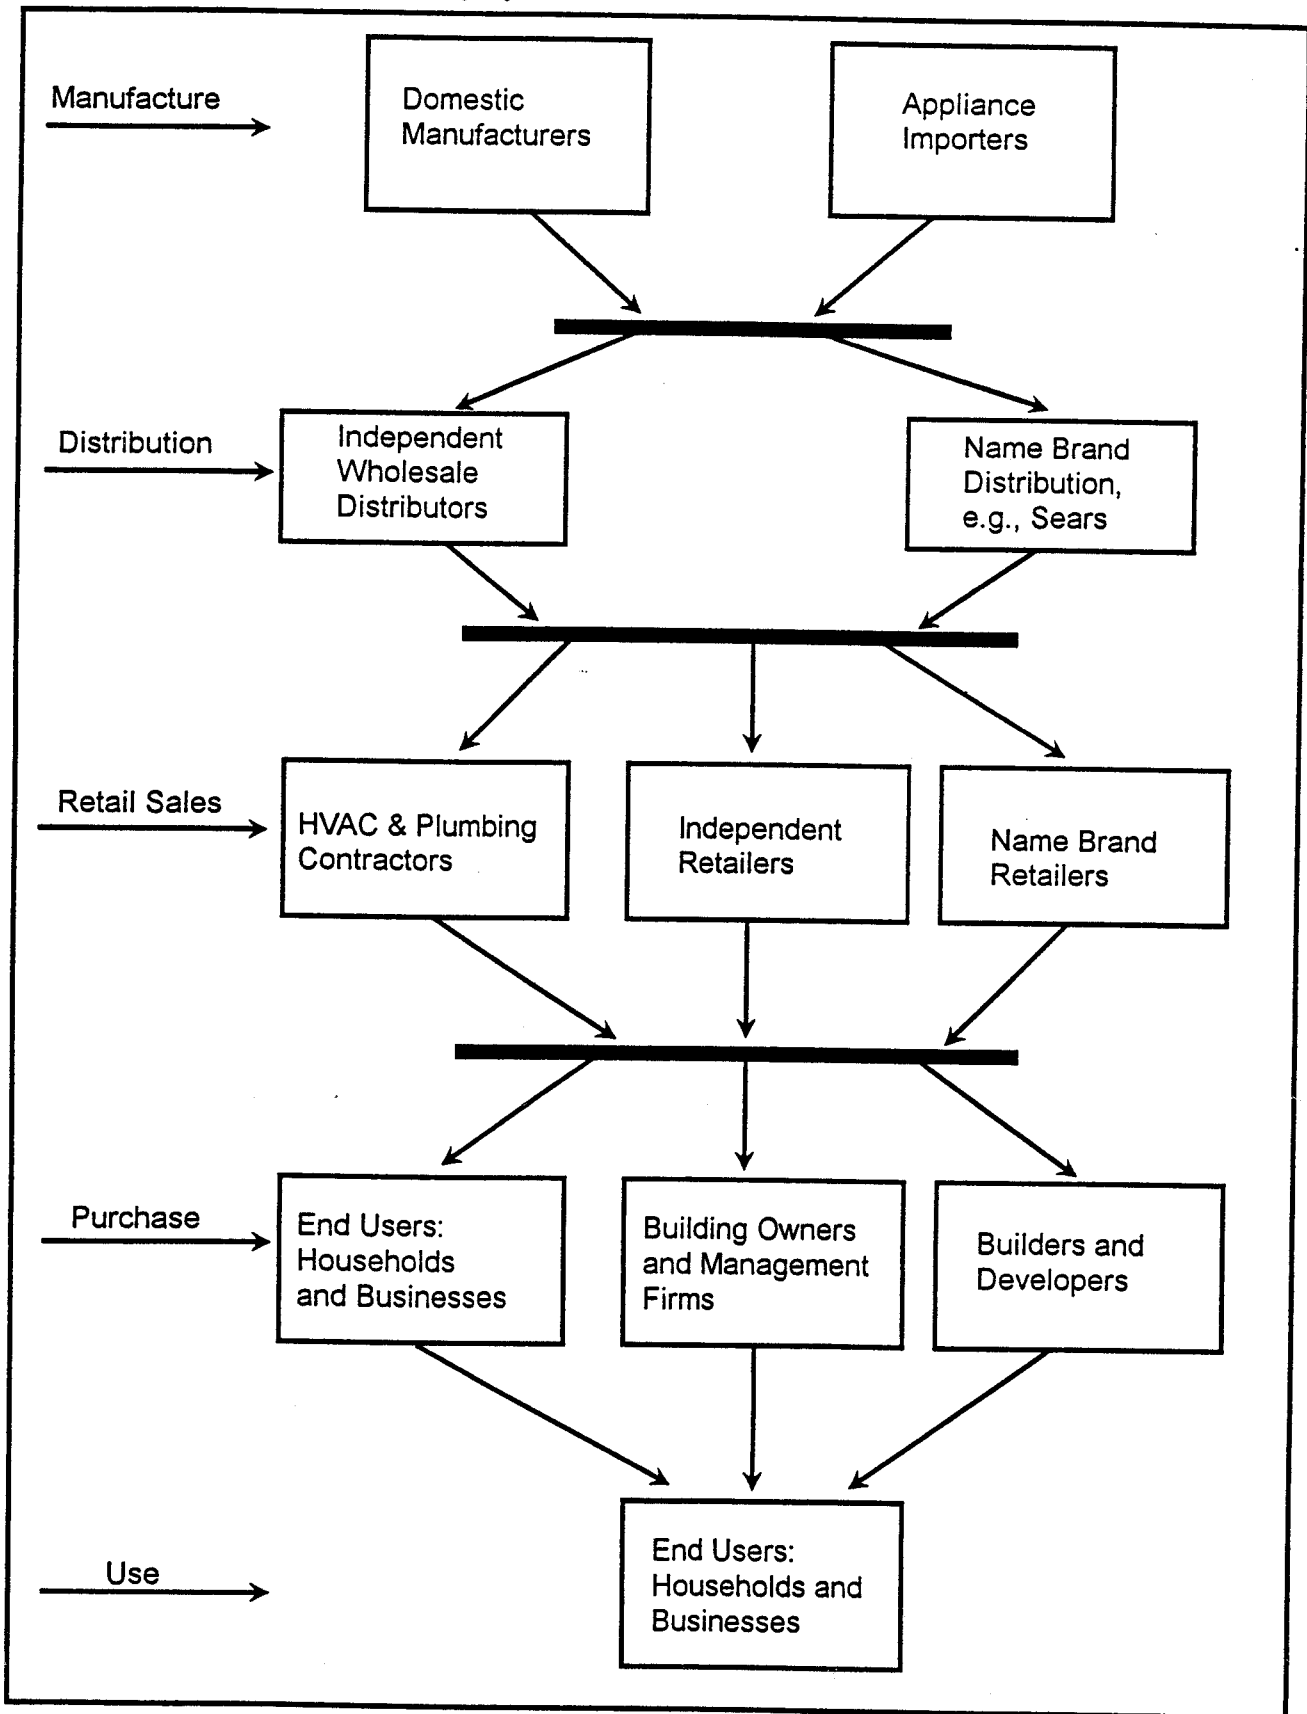 Manufacture
Domestic
Manufacturers
Appliance
Importers
Distribution
Independent
Wholesale
Distributors
Name Brand
Distribution,
e.g., Sears
Retail Sales
HVAC & Plumbing
Contractors
Independent
Retailers
Name Brand
Retailers
Purchase
End Users:
Households
and Businesses
Building Owners
and Management
Firms
Builders and
Developers
Use
End Users:
Households and
Businesses